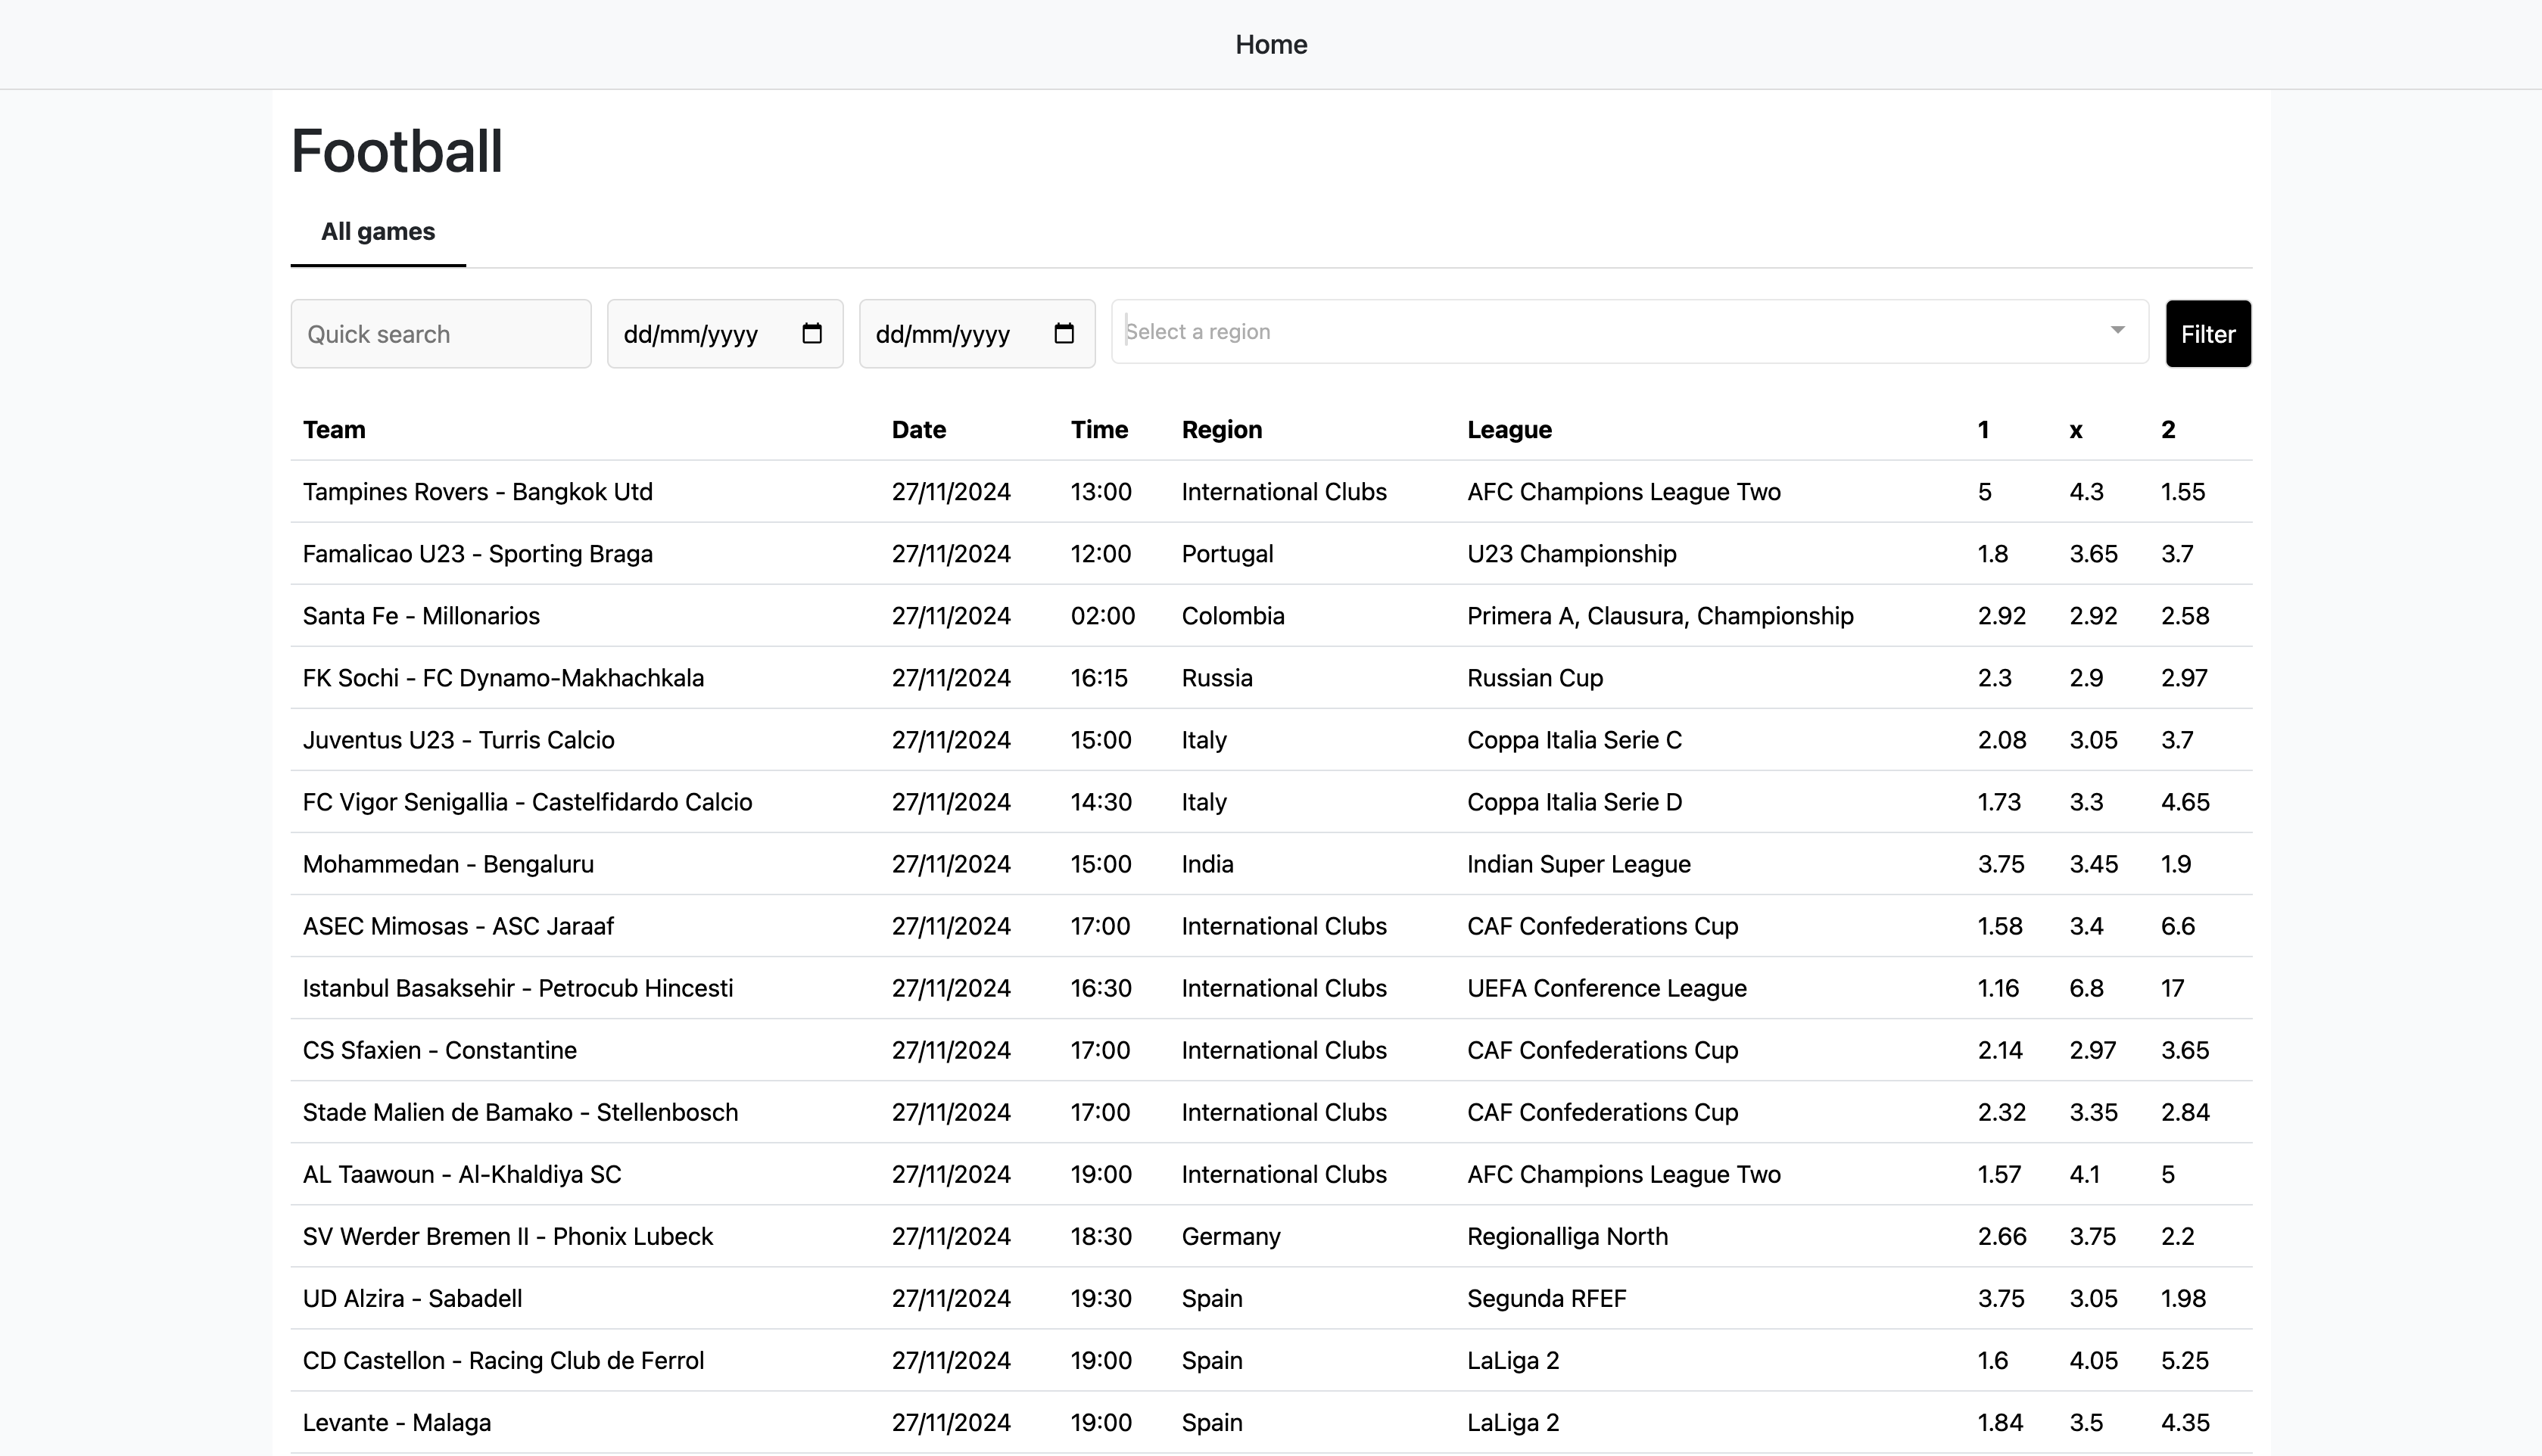 Home
Football
All games
Quick search dd/mm/yyyy dd/mm/yyyy Select a region Filter
Team Date Time Region League 1 x 2
Tampines Rovers - Bangkok Utd 27/11/2024 13:00 International Clubs AFC Champions League Two 5 4.3 1.55
Famalicao U23 - Sporting Braga 27/11/2024 12:00 Portugal U23 Championship 1.8 3.65 3.7
Santa Fe - Millonarios 27/11/2024 02:00 Colombia Primera A, Clausura, Championship 2.92 2.92 2.58
FK Sochi - FC Dynamo-Makhachkala 27/11/2024 16:15 Russia Russian Cup 2.3 2.9 2.97
Juventus U23 - Turris Calcio 27/11/2024 15:00 Italy Coppa Italia Serie C 2.08 3.05 3.7
FC Vigor Senigallia - Castelfidardo Calcio 27/11/2024 14:30 Italy Coppa Italia Serie D 1.73 3.3 4.65
Mohammedan - Bengaluru 27/11/2024 15:00 India Indian Super League 3.75 3.45 1.9
ASEC Mimosas - ASC Jaraaf 27/11/2024 17:00 International Clubs CAF Confederations Cup 1.58 3.4 6.6
Istanbul Basaksehir - Petrocub Hincesti 27/11/2024 16:30 International Clubs UEFA Conference League 1.16 6.8 17
CS Sfaxien - Constantine 27/11/2024 17:00 International Clubs CAF Confederations Cup 2.14 2.97 3.65
Stade Malien de Bamako - Stellenbosch 27/11/2024 17:00 International Clubs CAF Confederations Cup 2.32 3.35 2.84
AL Taawoun - Al-Khaldiya SC 27/11/2024 19:00 International Clubs AFC Champions League Two 1.57 4.1 5
SV Werder Bremen II - Phonix Lubeck 27/11/2024 18:30 Germany Regionalliga North 2.66 3.75 2.2
UD Alzira - Sabadell 27/11/2024 19:30 Spain Segunda RFEF 3.75 3.05 1.98
CD Castellon - Racing Club de Ferrol 27/11/2024 19:00 Spain LaLiga 2 1.6 4.05 5.25
Levante - Malaga 27/11/2024 19:00 Spain LaLiga 2 1.84 3.5 4.35